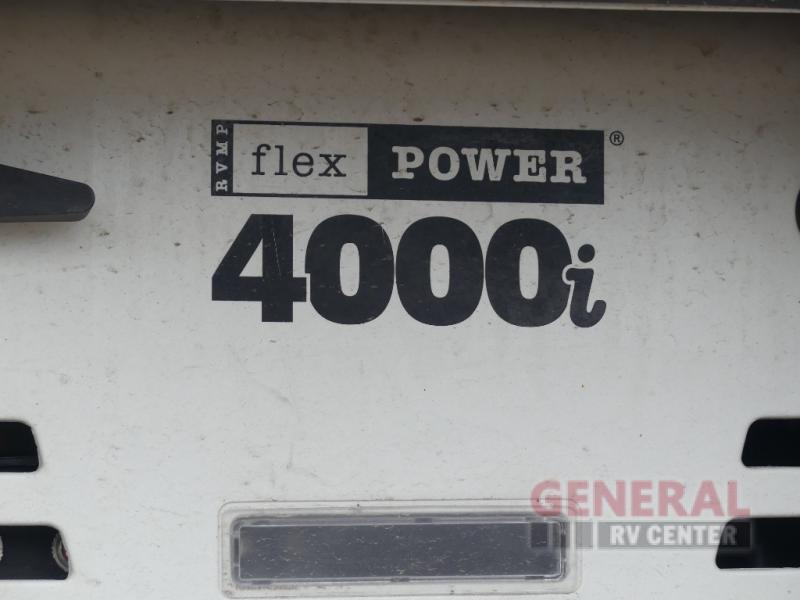 RVMP flex POWER ®
4000i
GENERAL
RV CENTER